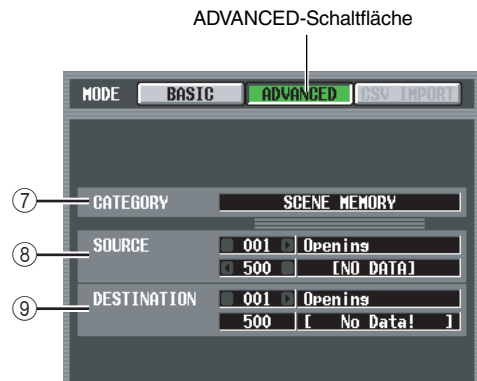 ADVANCED-Schaltfläche
MODE BASIC ADVANCED CSV IMPORT
⑦ CATEGORY SCENE MEMORY
⑧ SOURCE 001 Opening
500 [NO DATA]
⑨ DESTINATION 001 Opening
500 [ No Data! ]